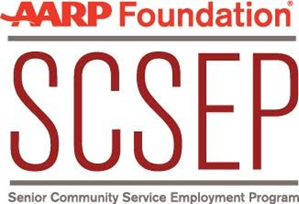 AARP Foundation®
SCSEP
Senior Community Service Employment Program